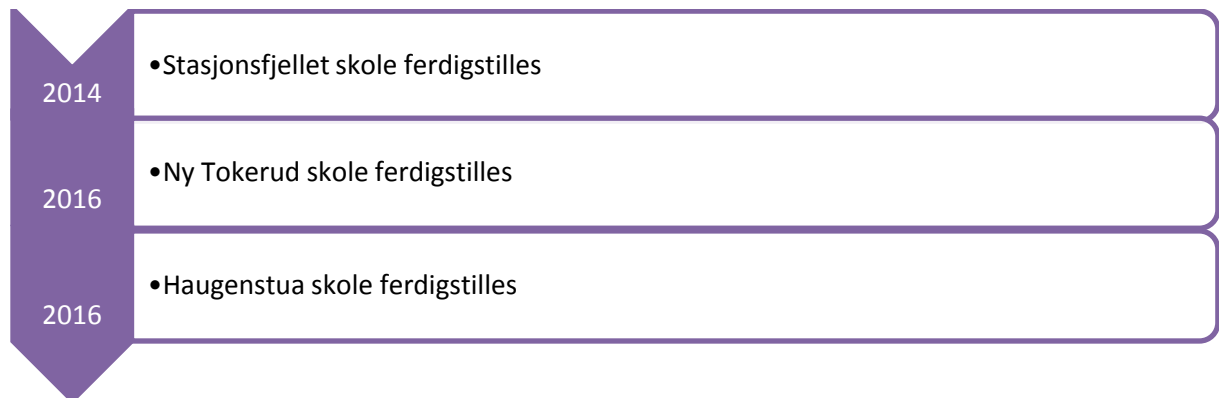 2014
•Stasjonsfjellet skole ferdigstilles
2016
•Ny Tokerud skole ferdigstilles
2016
•Haugenstua skole ferdigstilles